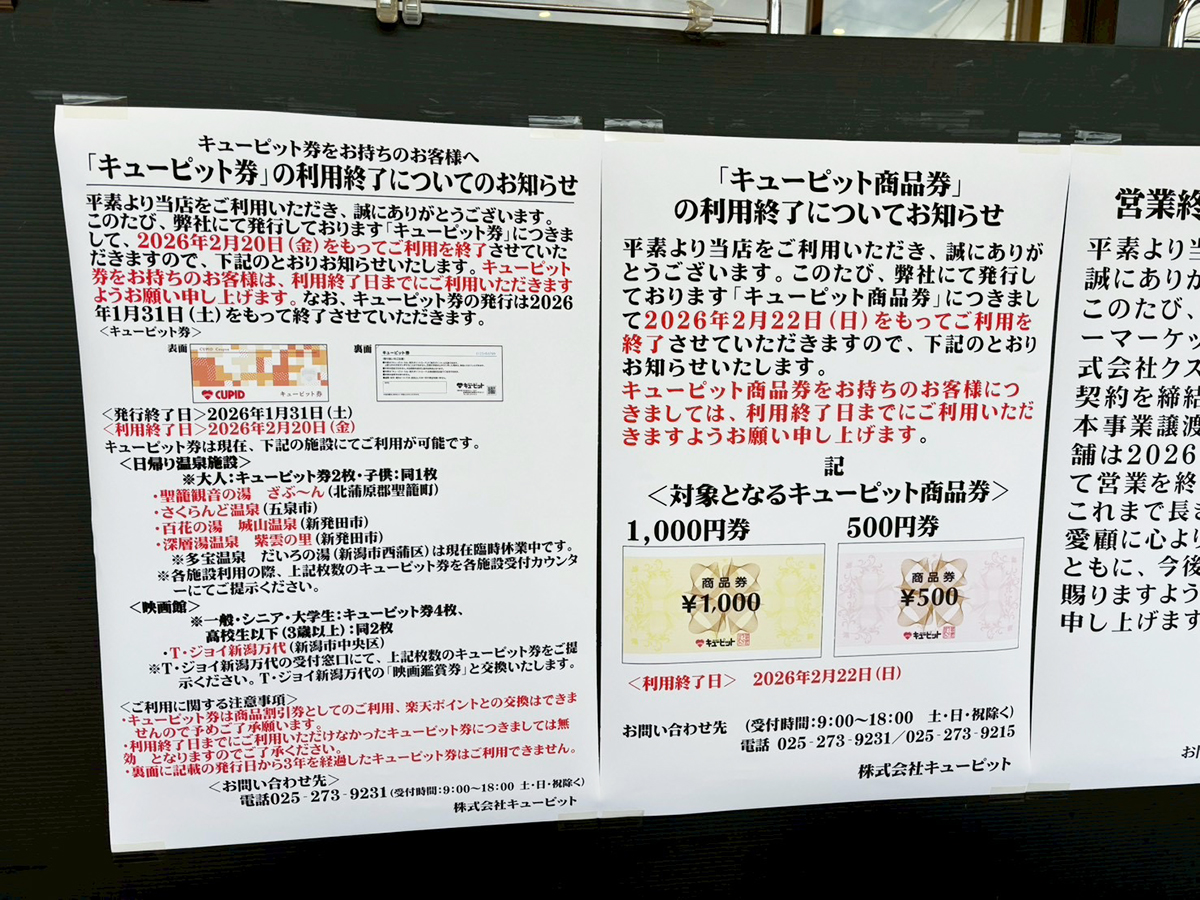 キューピット券をお持ちのお客様へ
「キューピット券」の利用終了についてのお知らせ
平素より当店をご利用いただき、誠にありがとうございます。
このたび、弊社にて発行しております「キューピット券」につきま
して、2026年2月20日(金)をもってご利用を終了させていた
だきますので、下記のとおりお知らせいたします。キューピット
券をお持ちのお客様は、利用終了日までにご利用いただきます
ようお願い申し上げます。なお、キューピット券の発行は2026
年1月31日(土)をもって終了させていただきます。
<キューピット券>
表面
CUPID
キューピット券
裏面
キューピット券
キューピット
<発行終了日>2026年1月31日(土)
<利用終了日>2026年2月20日(金)
キューピット券は現在、下記の施設にてご利用が可能です。
<日帰り温泉施設>
※大人:キューピット券2枚・子供:同1枚
・聖籠観音の湯 ざぶ〜ん(北蒲原郡聖籠町)
・さくらんど温泉(五泉市)
・百花の湯 城山温泉(新発田市)
・深層湯温泉 紫雲の里(新発田市)
※多宝温泉 だいろの湯(新潟市西蒲区)は現在臨時休業中です。
※各施設利用の際、上記枚数のキューピット券を各施設受付カウンタ
ーにてご提示ください。
<映画館>
※一般・シニア・大学生:キューピット券4枚、
高校生以下(3歳以上):同2枚
・T・ジョイ新潟万代(新潟市中央区)
※T・ジョイ新潟万代の受付窓口にて、上記枚数のキューピット券をご提
示ください。T・ジョイ新潟万代の「映画鑑賞券」と交換いたします。
<ご利用に関する注意事項>
・キューピット券は商品割引券としてのご利用、楽天ポイントとの交換はできま
せんので予めご了承願います。
・利用終了日までにご利用いただけなかったキューピット券につきましては無
効 となりますのでご了承ください。
・裏面に記載の発行日から3年を経過したキューピット券はご利用できません。
<お問い合わせ先>
電話025-273-9231(受付時間:9:00〜18:00 土・日・祝除く)
株式会社キューピット
「キューピット商品券」
の利用終了についてお知らせ
平素より当店をご利用いただき、誠にありが
とうございます。このたび、弊社にて発行し
ております「キューピット商品券」につきまし
て2026年2月22日(日)をもってご利用を
終了させていただきますので、下記のとおり
お知らせいたします。
キューピット商品券をお持ちのお客様につ
きましては、利用終了日までにご利用いただ
きますようお願い申し上げます。
記
<対象となるキューピット商品券>
1,000円券
500円券
商品券
¥1,000
キューピット
商品券
¥500
キューピット
<利用終了日> 2026年2月22日(日)
お問い合わせ先 (受付時間:9:00〜18:00 土・日・祝除く)
電話 025-273-9231/025-273-9215
株式会社キューピット
営業終
平素より当
誠にありか
このたび、
ーマーケッ
式会社クス
契約を締結
本事業譲渡
舗は2026
て営業を終
これまで長き
愛顧に心より
ともに、今後
賜りますよう
申し上げます
お